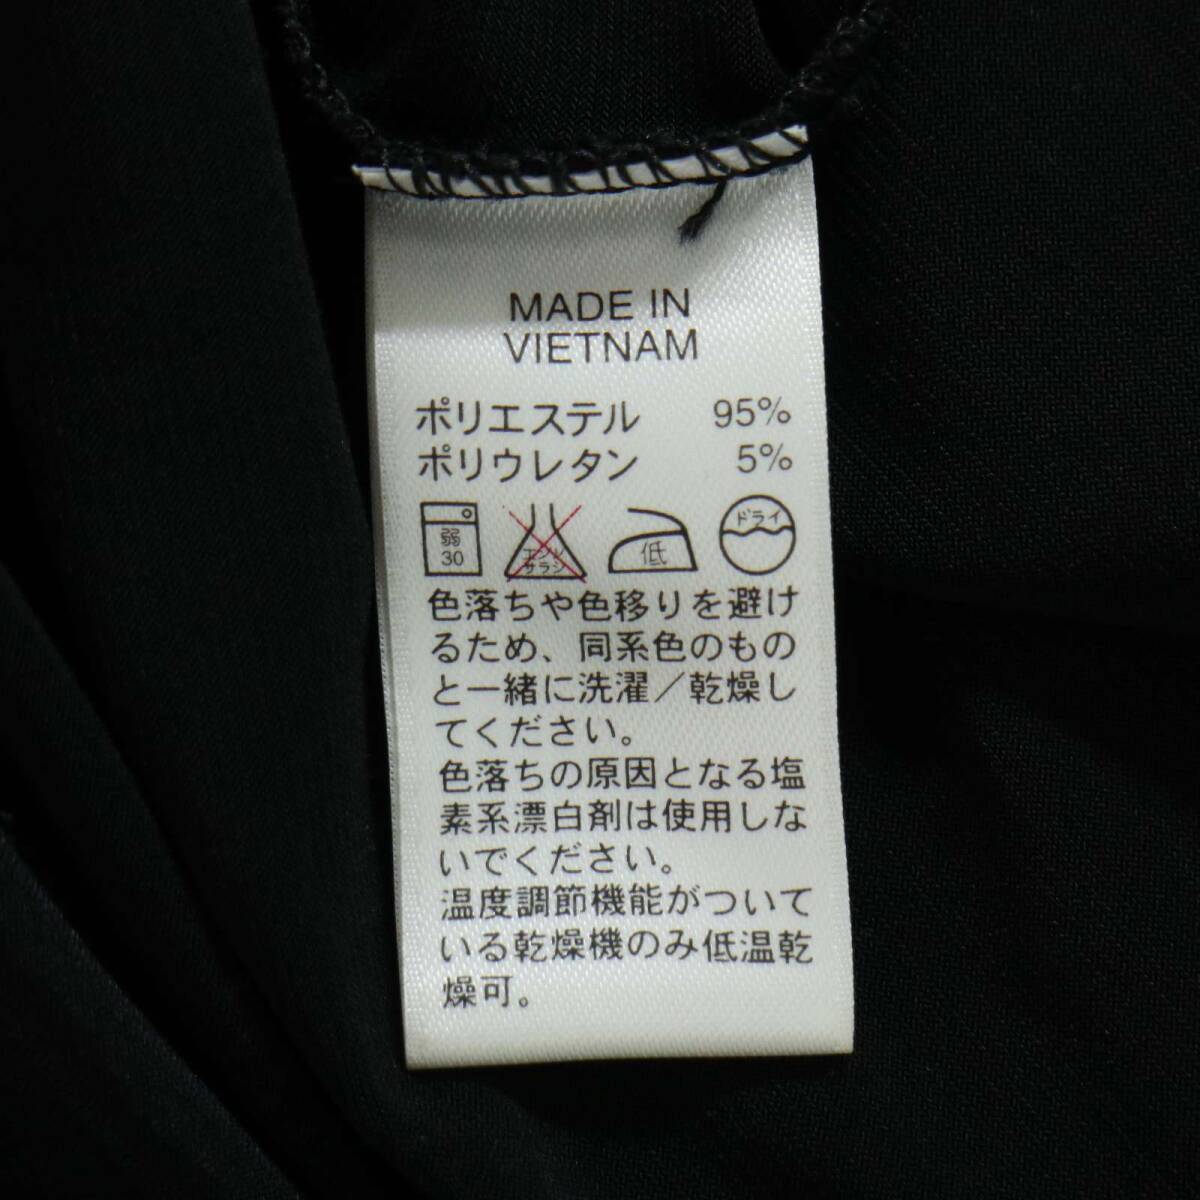 MADE IN
VIETNAM
ポリエステル 95%
ポリウレタン 5%
弱
30
エンソ
サラシ
低
ドライ
色落ちや色移りを避け
るため、同系色のもの
と一緒に洗濯／乾燥し
てください。
色落ちの原因となる塩
素系漂白剤は使用しな
いでください。
温度調節機能がついて
いる乾燥機のみ低温乾
燥可。